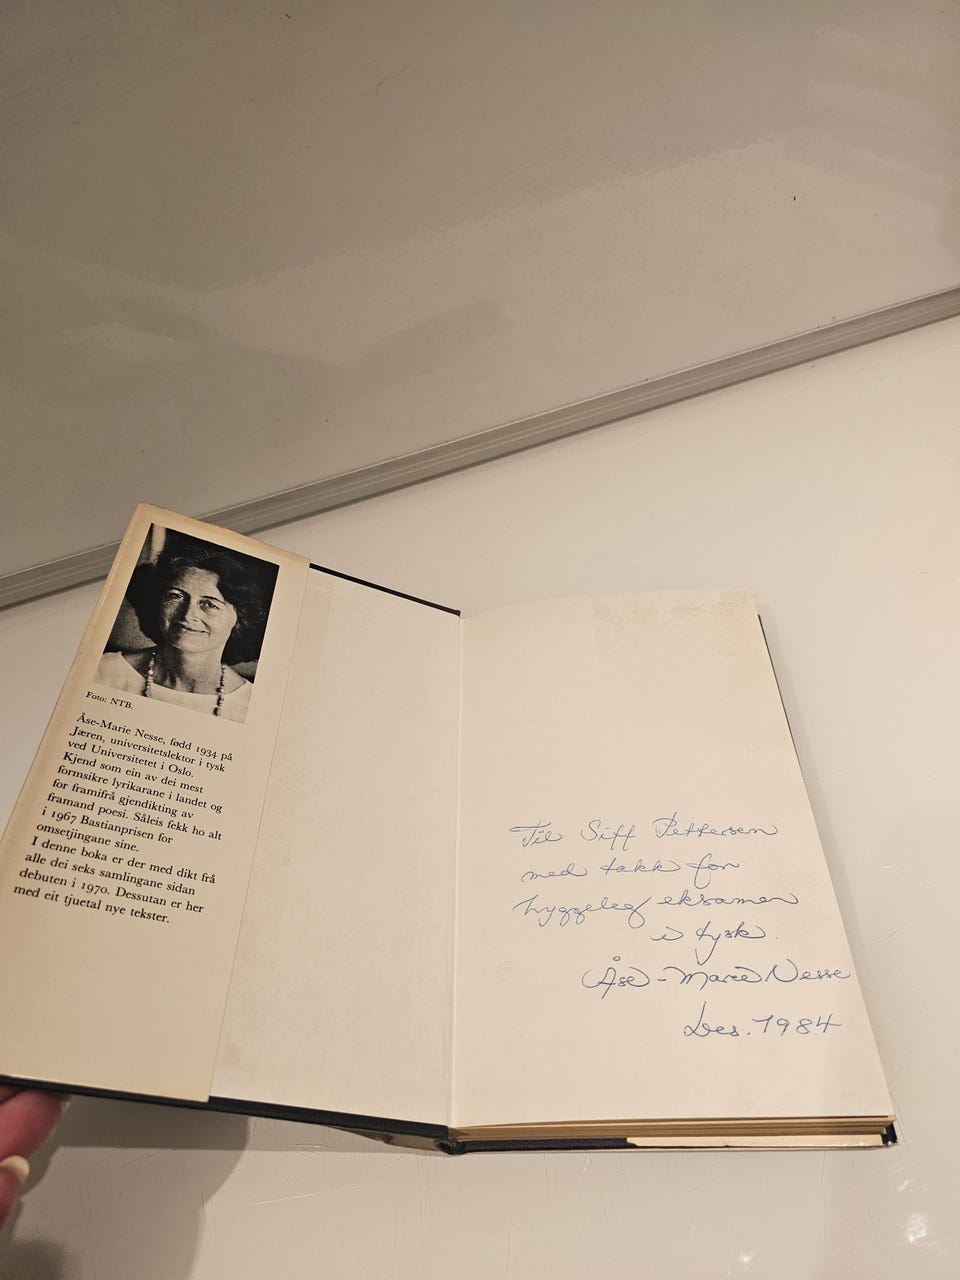 Foto: NTB.
Åse-Marie Nesse, fødd 1934 på
Jæren, universitetslektor i tysk
ved Universitetet i Oslo.
Kjend som ein av dei mest
formsikre lyrikarane i landet og
for framifrå gjendikting av
framand poesi. Såleis fekk ho alt
i 1967 Bastianprisen for
omsetjingane sine.
I denne boka er der med dikt frå
alle dei seks samlingane sidan
debuten i 1970. Dessutan er her
med eit tjuetal nye tekster.
Til Siff Pettersen
med takk for
hyggeleg eksamen
i tysk.
Åse-Marie Nesse
Des. 1984